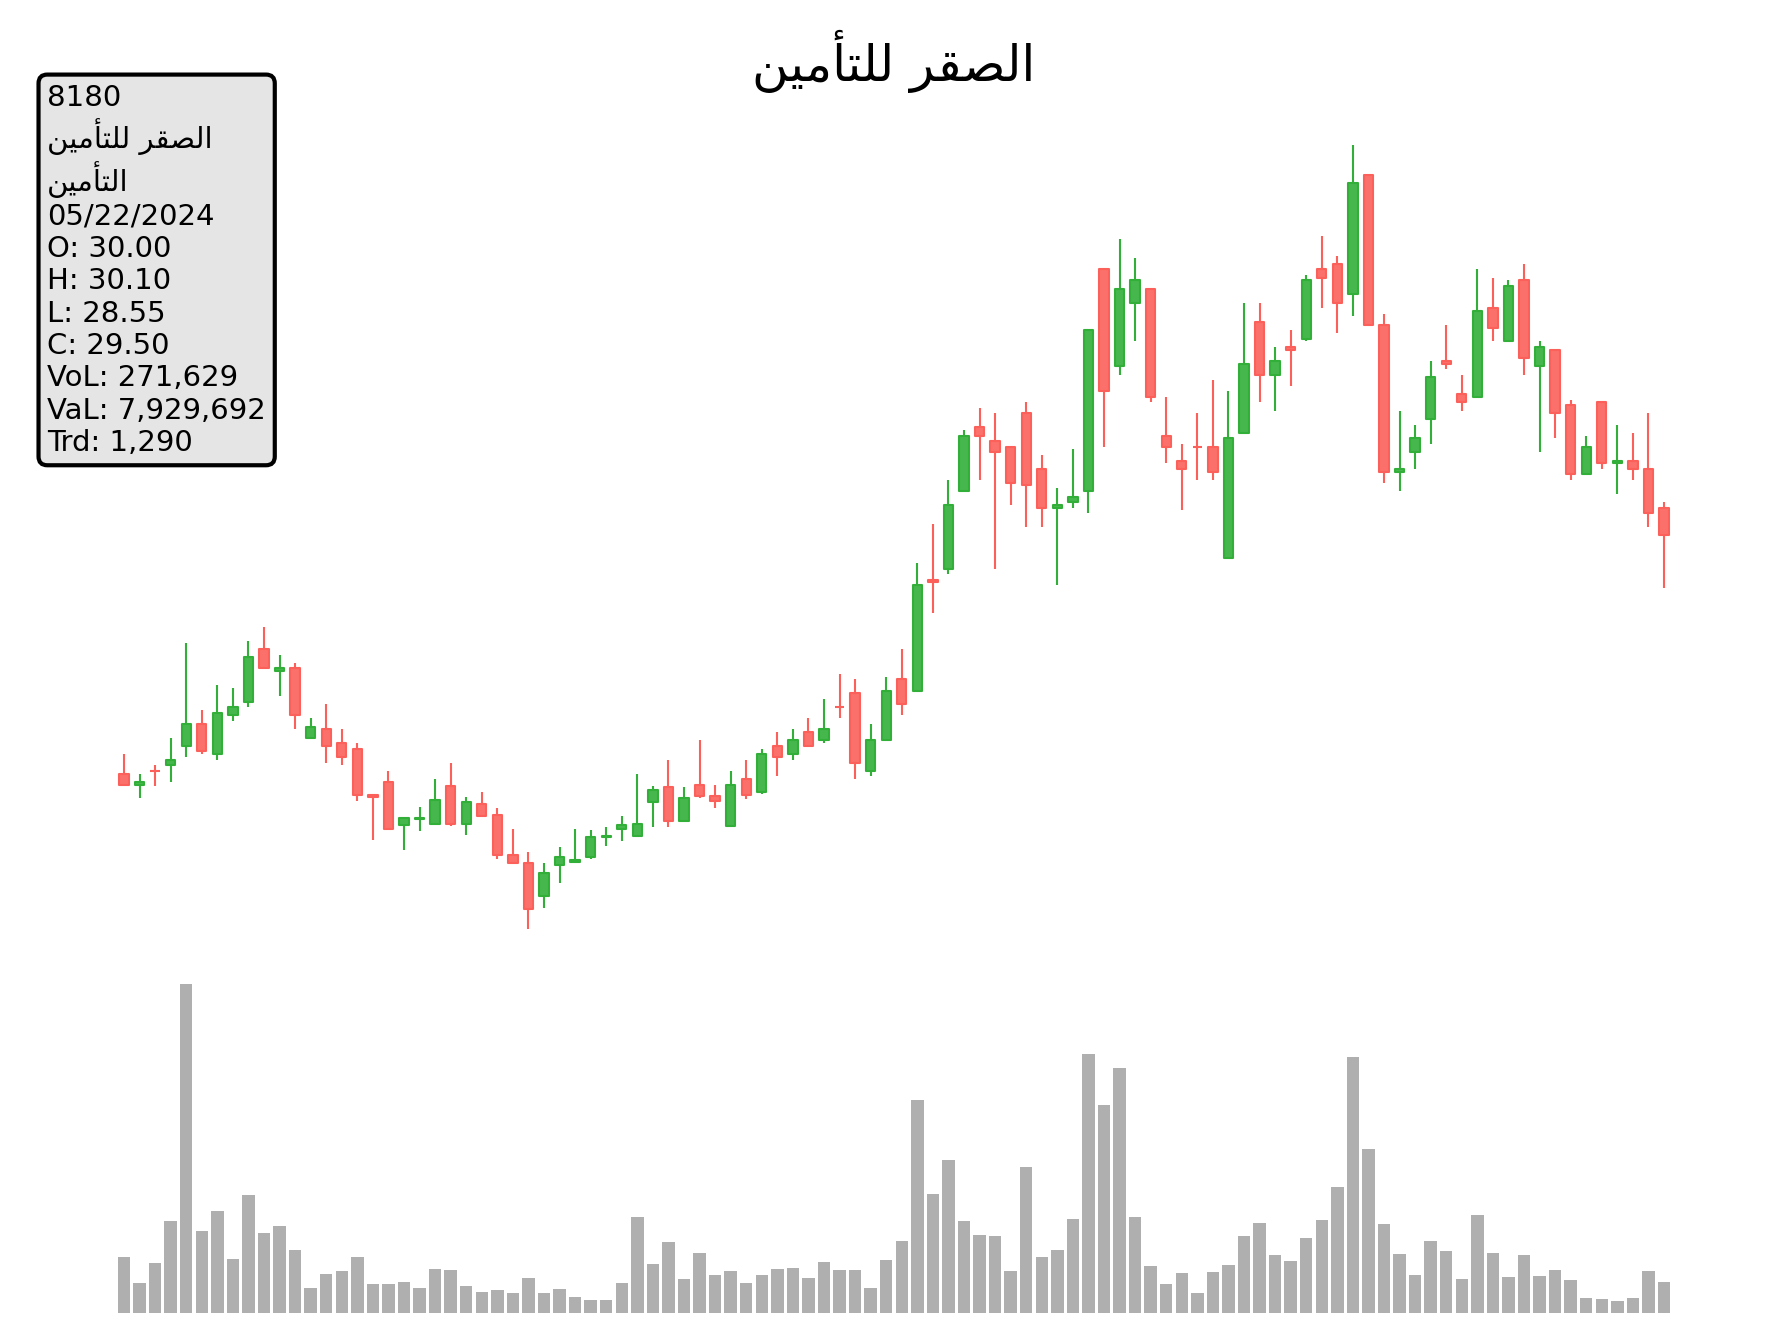 الصقر للتأمين
8180
الصقر للتأمين
التأمين
05/22/2024
O: 30.00
H: 30.10
L: 28.55
C: 29.50
VoL: 271,629
VaL: 7,929,692
Trd: 1,290